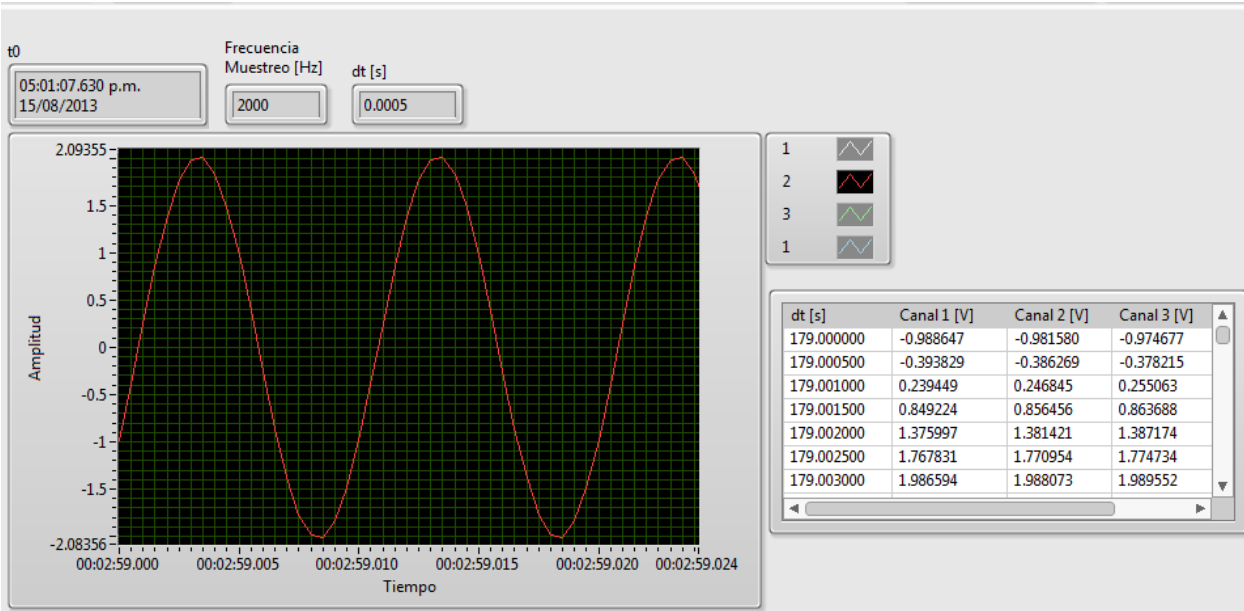 t0
05:01:07.630 p.m.
15/08/2013
Frecuencia
Muestreo [Hz]
2000
dt [s]
0.0005
Amplitud
2.09355
1.5
1
0.5
0
-0.5
-1
-1.5
-2.08356
00:02:59.000 00:02:59.005 00:02:59.010 00:02:59.015 00:02:59.020 00:02:59.024
Tiempo
1
2
3
1
dt [s] Canal 1 [V] Canal 2 [V] Canal 3 [V]
179.000000 -0.988647 -0.981580 -0.974677
179.000500 -0.393829 -0.386269 -0.378215
179.001000 0.239449 0.246845 0.255063
179.001500 0.849224 0.856456 0.863688
179.002000 1.375997 1.381421 1.387174
179.002500 1.767831 1.770954 1.774734
179.003000 1.986594 1.988073 1.989552